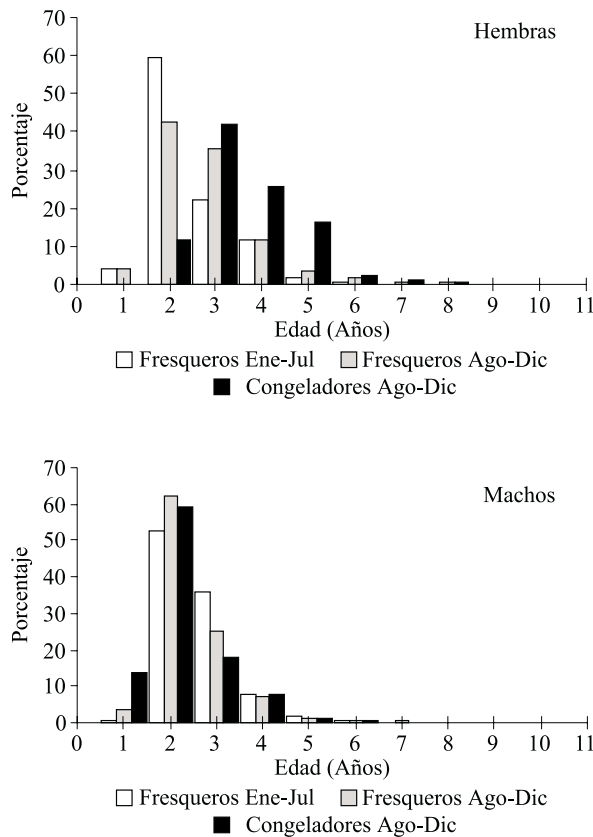 Hembras
Porcentaje
70
60
50
40
30
20
10
0
0 1 2 3 4 5 6 7 8 9 10 11
Edad (Años)
Fresqueros Ene-Jul Fresqueros Ago-Dic
Congeladores Ago-Dic
Machos
Porcentaje
70
60
50
40
30
20
10
0
0 1 2 3 4 5 6 7 8 9 10 11
Edad (Años)
Fresqueros Ene-Jul Fresqueros Ago-Dic
Congeladores Ago-Dic